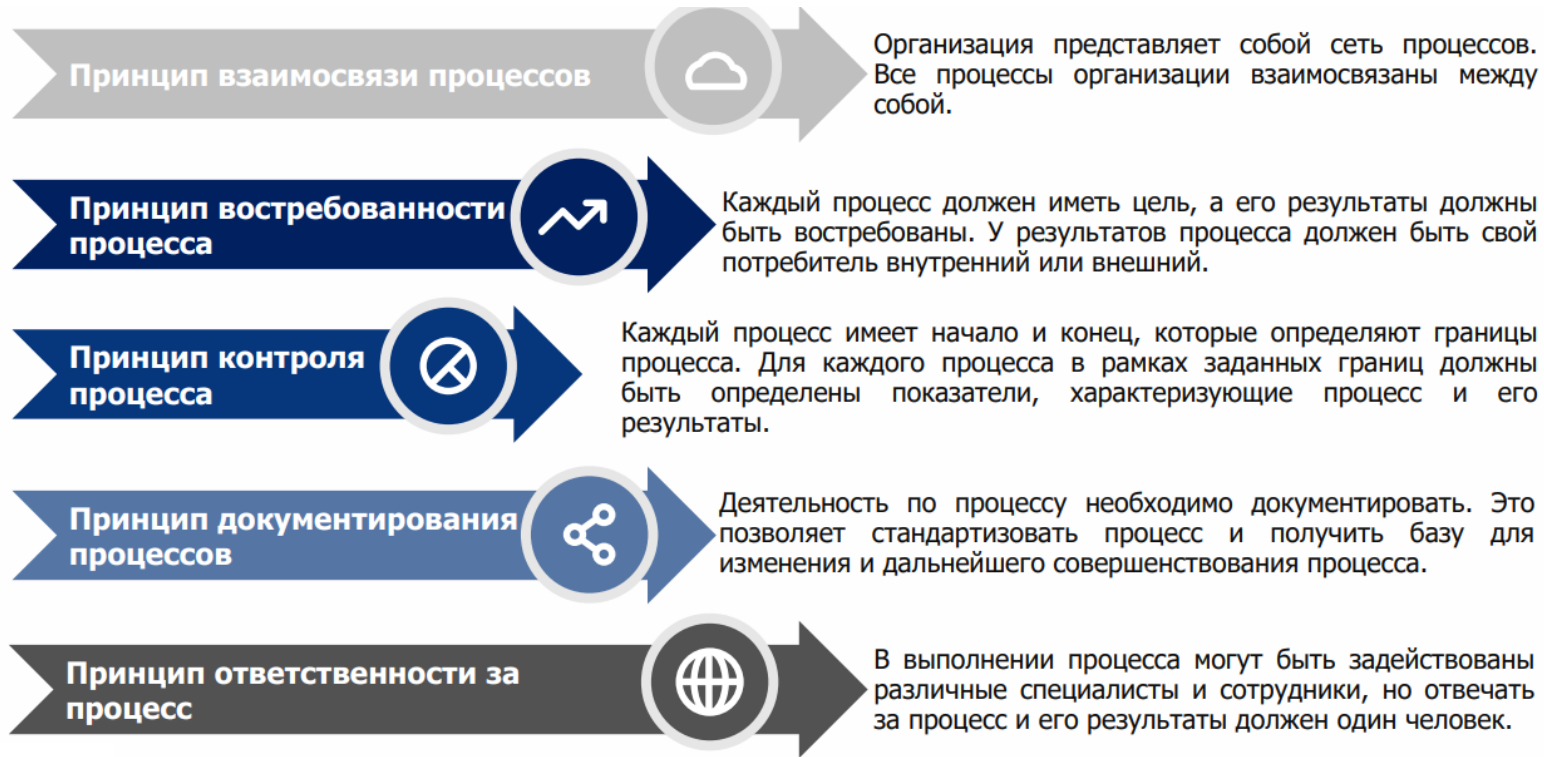 Принцип взаимосвязи процессов
Организация представляет собой сеть процессов.
Все процессы организации взаимосвязаны между
собой.
Принцип востребованности
процесса
Каждый процесс должен иметь цель, а его результаты должны
быть востребованы. У результатов процесса должен быть свой
потребитель внутренний или внешний.
Принцип контроля
процесса
Каждый процесс имеет начало и конец, которые определяют границы
процесса. Для каждого процесса в рамках заданных границ должны
быть определены показатели, характеризующие процесс и его
результаты.
Принцип документирования
процессов
Деятельность по процессу необходимо документировать. Это
позволяет стандартизовать процесс и получить базу для
изменения и дальнейшего совершенствования процесса.
Принцип ответственности за
процесс
В выполнении процесса могут быть задействованы
различные специалисты и сотрудники, но отвечать
за процесс и его результаты должен один человек.